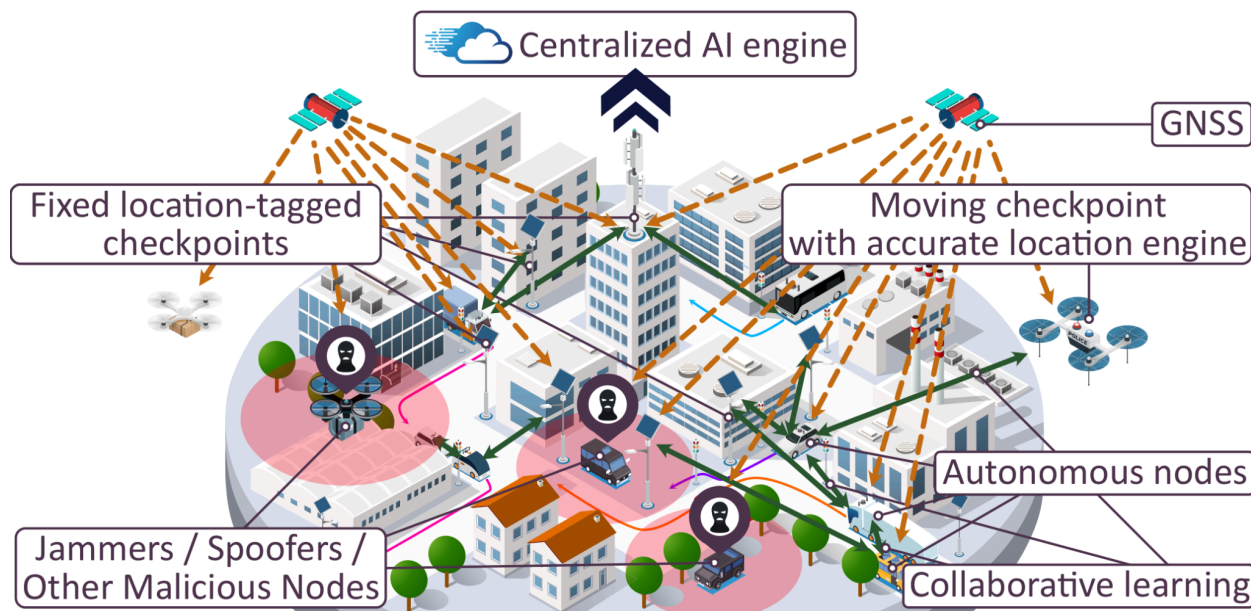 Centralized AI engine
GNSS
Fixed location-tagged
checkpoints
Moving checkpoint
with accurate location engine
POLICE
Autonomous nodes
Jammers / Spoofers /
Other Malicious Nodes
Collaborative learning